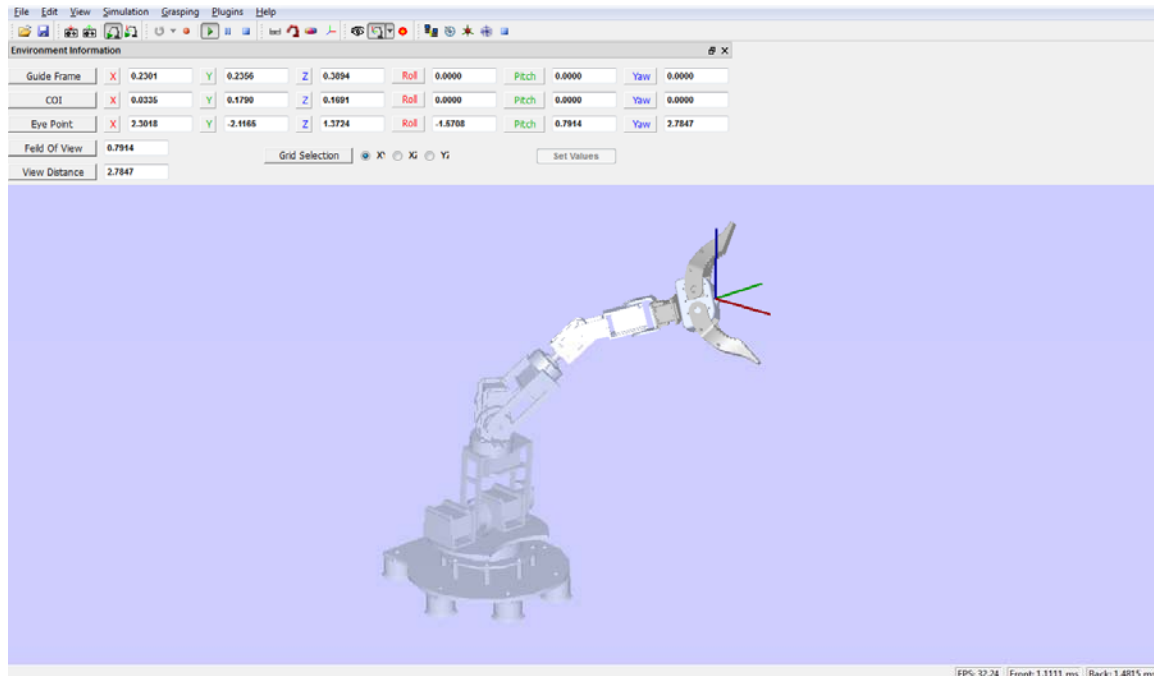 File Edit View Simulation Grasping Plugins Help
Environment Information
Guide Frame X 0.2301 Y 0.2356 Z 0.3894 Roll 0.0000 Pitch 0.0000 Yaw 0.0000
COI X 0.0335 Y 0.1790 Z 0.1691 Roll 0.0000 Pitch 0.0000 Yaw 0.0000
Eye Point X 2.3018 Y -2.1165 Z 1.3724 Roll -1.5708 Pitch 0.7914 Yaw 2.7847
Feild Of View 0.7914
Grid Selection Set Values
View Distance 2.7847
FPS: 32.24 Front: 1.1111 ms Back: 1.4815 ms